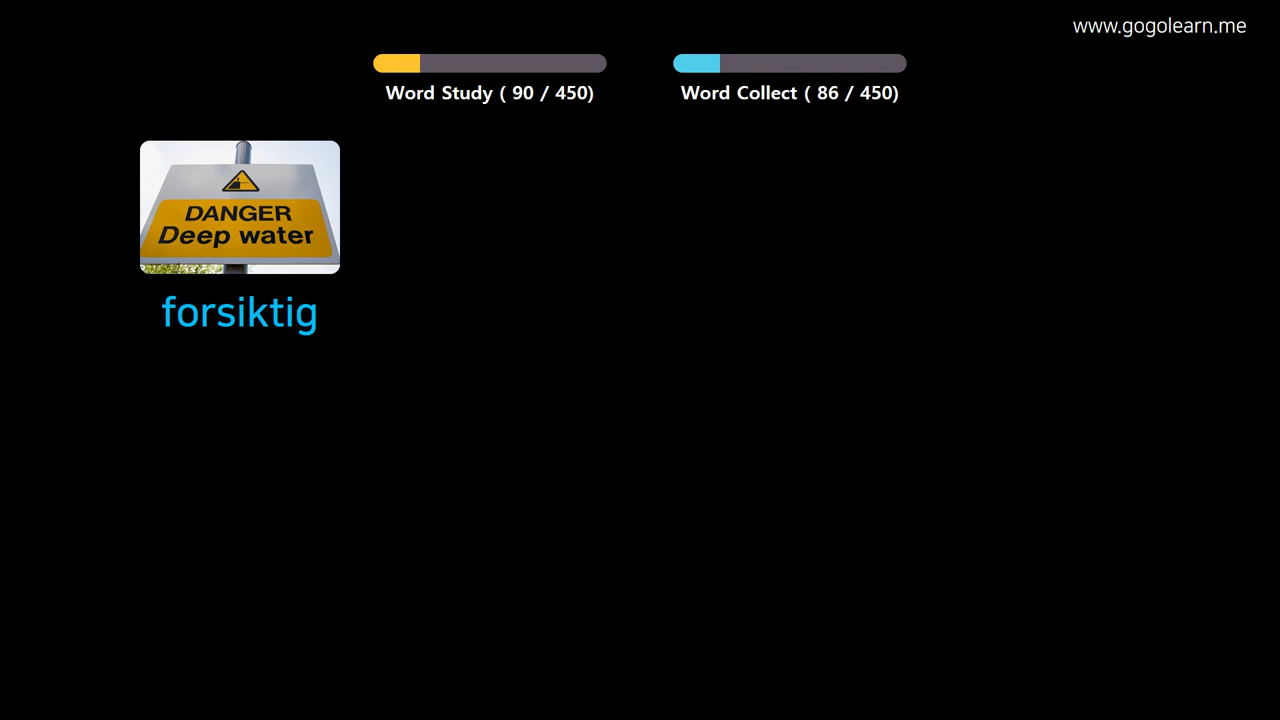 www.gogolearn.me
Word Study ( 90 / 450)
Word Collect ( 86 / 450)
DANGER
Deep water
forsiktig